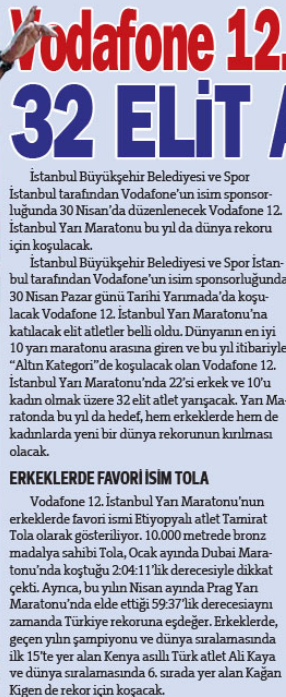 Vodafone 12.
32 ELİT A
İstanbul Büyükşehir Belediyesi ve Spor
İstanbul tarafından Vodafone'un isim sponsor-
luğunda 30 Nisan'da düzenlenecek Vodafone 12.
İstanbul Yarı Maratonu bu yıl da dünya rekoru
için koşulacak.
İstanbul Büyükşehir Belediyesi ve Spor İstan-
bul tarafından Vodafone'un isim sponsorluğunda
30 Nisan Pazar günü Tarihi Yarımada'da koşu-
lacak Vodafone 12. İstanbul Yarı Maratonu'na
katılacak elit atletler belli oldu. Dünyanın en iyi
10 yarı maratonu arasına giren ve bu yıl itibariyle
“Altın Kategori”de koşulacak olan Vodafone 12.
İstanbul Yarı Maratonu'nda 22'si erkek ve 10'u
kadın olmak üzere 32 elit atlet yarışacak. Yarı Ma-
ratonda bu yıl da hedef, hem erkeklerde hem de
kadınlarda yeni bir dünya rekorunun kırılması
olacak.
ERKEKLERDE FAVORİ İSİM TOLA
Vodafone 12. İstanbul Yarı Maratonu'nun
erkeklerde favori ismi Etiyopyalı atlet Tamirat
Tola olarak gösteriliyor. 10.000 metrede bronz
madalya sahibi Tola, Ocak ayında Dubai Mara-
tonu'nda koştuğu 2:04:11'lik derecesiyle dikkat
çekti. Ayrıca, bu yılın Nisan ayında Prag Yarı
Maratonu'nda elde ettiği 59:37'lik derecesiaynı
zamanda Türkiye rekoruna eşdeğer. Erkeklerde,
geçen yılın şampiyonu ve dünya sıralamasında
ilk 15'te yer alan Kenya asıllı Türk atlet Ali Kaya
ve dünya sıralamasında 6. sırada yer alan Kağan
Kigen de rekor için koşacak.